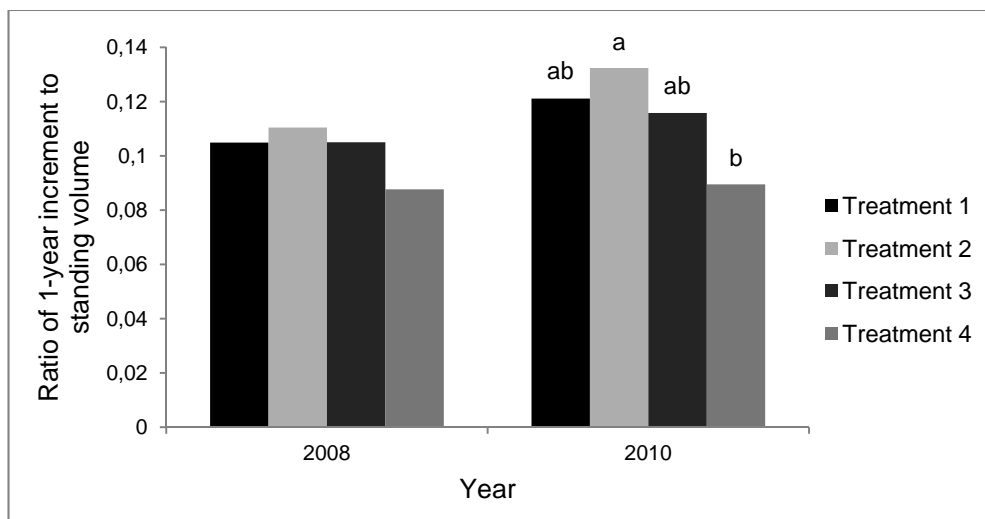 Ratio of 1-year increment to
standing volume
0,14
0,12
0,1
0,08
0,06
0,04
0,02
0
ab
a
ab
b
2008
2010
Year
Treatment 1
Treatment 2
Treatment 3
Treatment 4